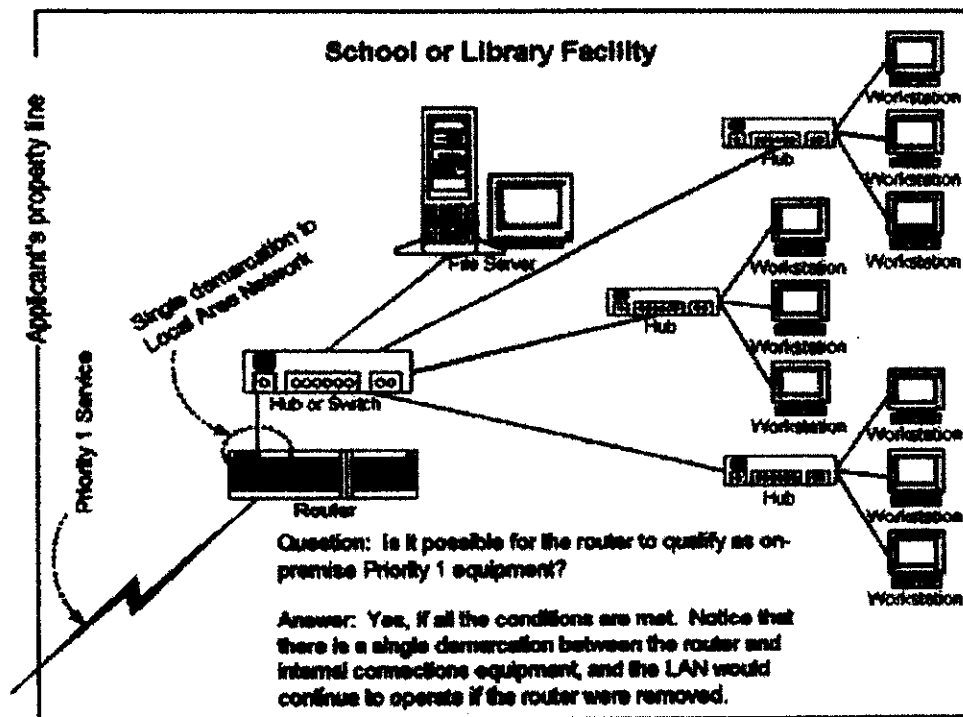 School or Library Facility
Applicant's property line
Workstation
Hub
Workstation
Workstation
File Server
Workstation
Single demarcation to
Local Area Network
Hub
Workstation
Workstation
Hub or Switch
Workstation
Priority 1 Service
Hub
Workstation
Workstation
Router
Question: Is it possible for the router to qualify as on-
premise Priority 1 equipment?
Answer: Yes, if all the conditions are met. Notice that
there is a single demarcation between the router and
internal connections equipment, and the LAN would
continue to operate if the router were removed.